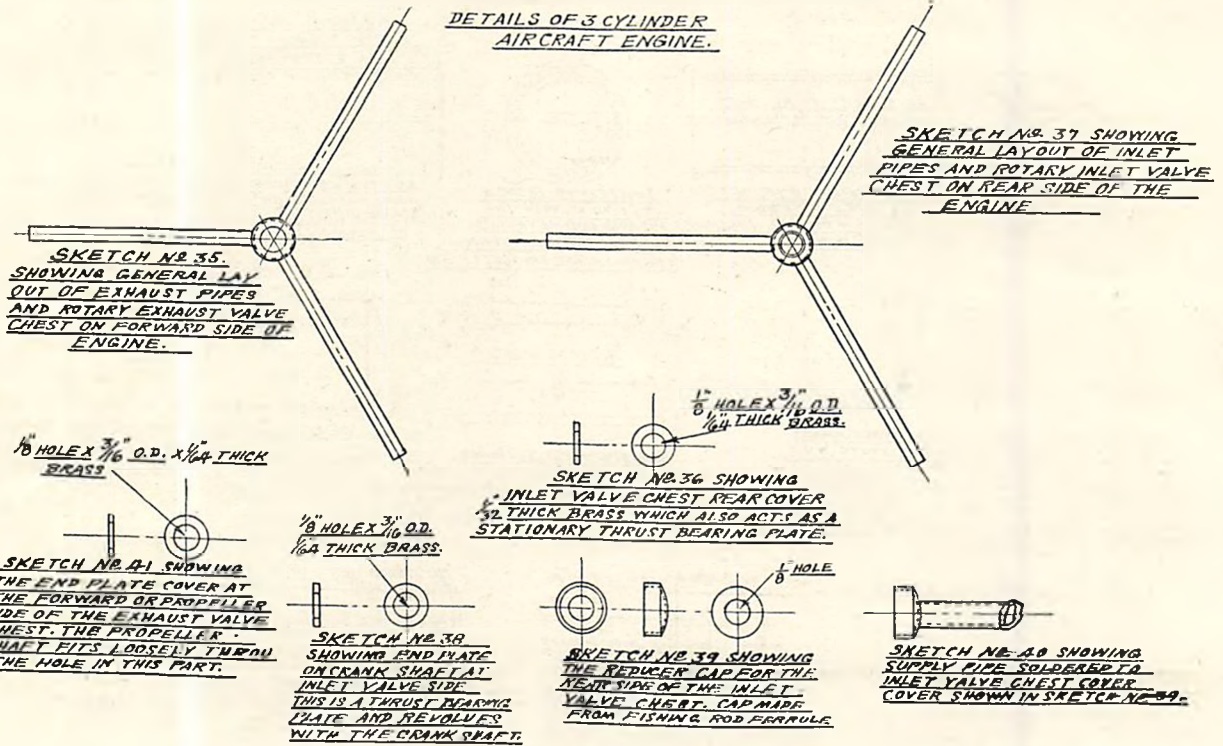 DETAILS OF 3 CYLINDER
AIRCRAFT ENGINE.
SKETCH No 37 SHOWING
GENERAL LAYOUT OF INLET
PIPES AND ROTARY INLET VALVE
CHEST ON REAR SIDE OF THE
ENGINE
SKETCH No 35.
SHOWING GENERAL LAY
OUT OF EXHAUST PIPES
AND ROTARY EXHAUST VALVE
CHEST ON FORWARD SIDE OF
ENGINE.
1/8" HOLE X 3/16" O.D.
1/64" THICK BRASS.
SKETCH No. 36 SHOWING
INLET VALVE CHEST REAR COVER
1/32" THICK BRASS WHICH ALSO ACTS AS A
STATIONARY THRUST BEARING PLATE.
1/8" HOLE X 3/16" O.D. X 1/64 THICK
BRASS
SKETCH No 41 SHOWING
THE END PLATE COVER AT
THE FORWARD OR PROPELLER
SIDE OF THE EXHAUST VALVE
CHEST. THE PROPELLER
SHAFT FITS LOOSELY THROU
THE HOLE IN THIS PART.
1/8" HOLE X 3/16 O.D.
1/64 THICK BRASS.
SKETCH No 38
SHOWING END PLATE
ON CRANK SHAFT AT
INLET VALVE SIDE
THIS IS A THRUST BEARING
PLATE AND REVOLVES
WITH THE CRANK SHAFT.
1/8" HOLE
SKETCH No 39 SHOWING
THE REDUCER CAP FOR THE
REAR SIDE OF THE INLET
VALVE CHEST. CAP MADE
FROM FISHING ROD FERRULE
SKETCH No 40 SHOWING
SUPPLY PIPE SOLDERED TO
INLET VALVE CHEST COVER
COVER SHOWN IN SKETCH No 39.